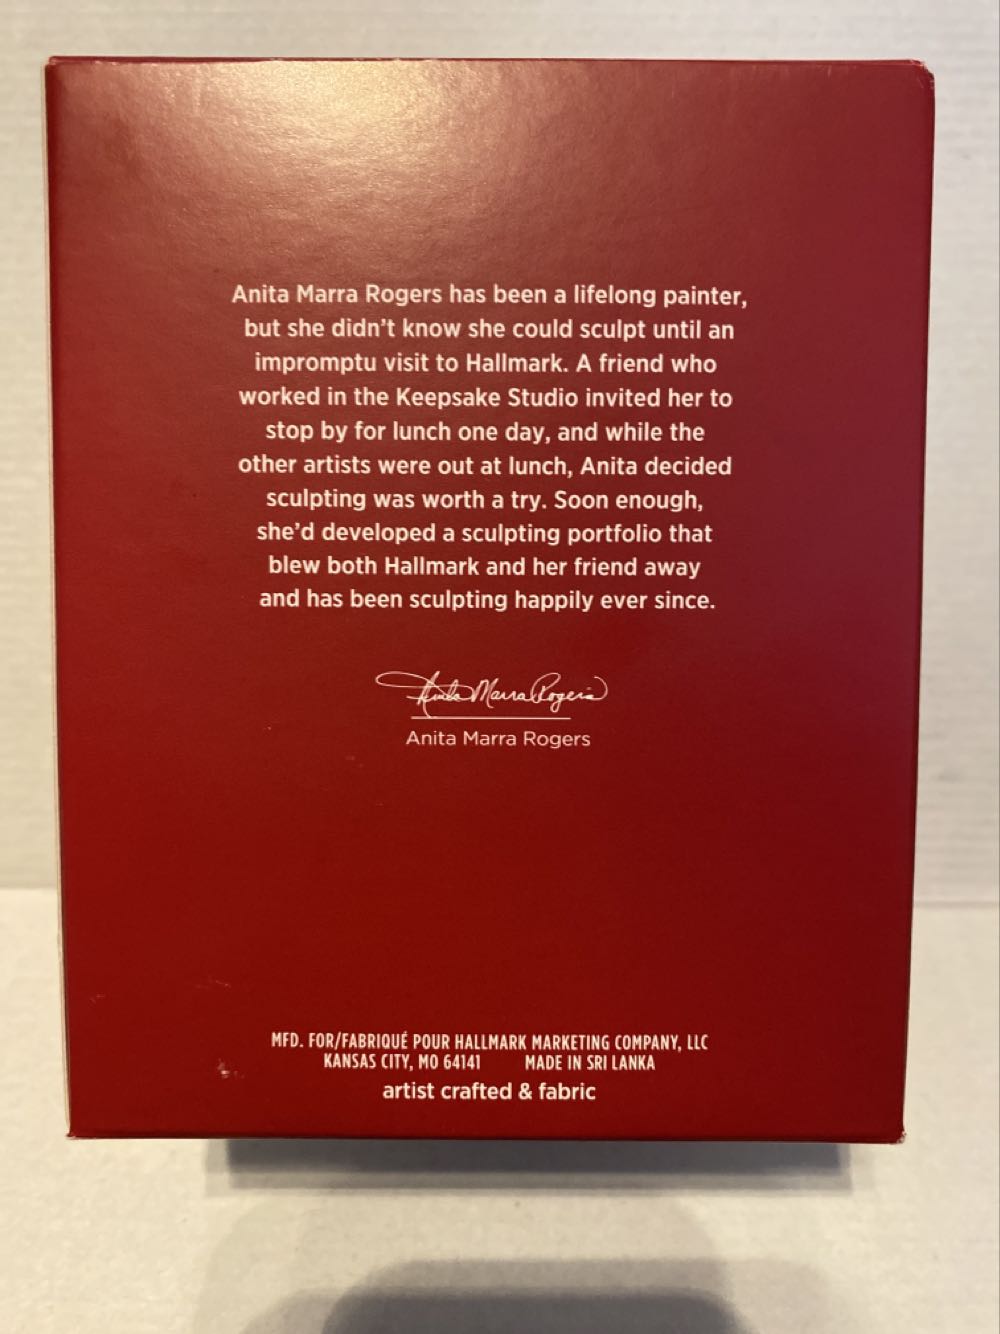 Anita Marra Rogers has been a lifelong painter,
but she didn't know she could sculpt until an
impromptu visit to Hallmark. A friend who
worked in the Keepsake Studio invited her to
stop by for lunch one day, and while the
other artists were out at lunch, Anita decided
sculpting was worth a try. Soon enough,
she'd developed a sculpting portfolio that
blew both Hallmark and her friend away
and has been sculpting happily ever since.
Anita Marra Rogers
Anita Marra Rogers
MFD. FOR/FABRIQUÉ POUR HALLMARK MARKETING COMPANY, LLC
KANSAS CITY, MO 64141 MADE IN SRI LANKA
artist crafted & fabric